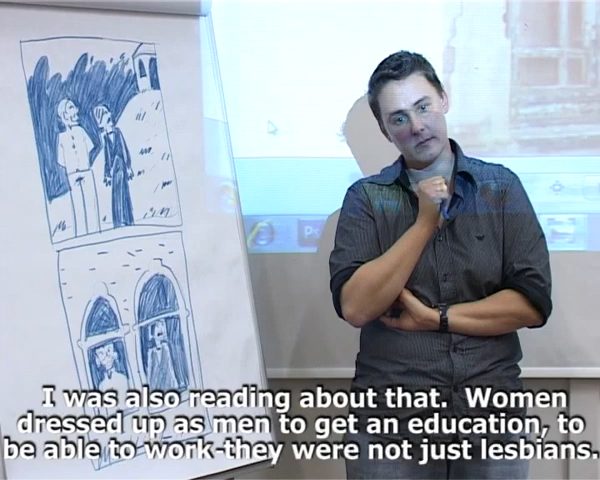 I was also reading about that. Women
dressed up as men to get an education, to
be able to work-they were not just lesbians.